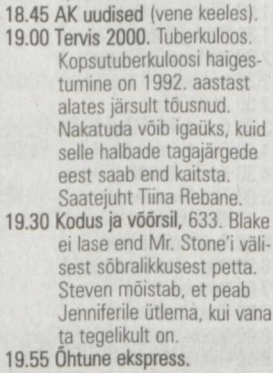 18.45 AK uudised (vene keeles).
19.00 Tervis 2000. Tuberkuloos.
Kopsutuberkuloosi haiges-
tumine on 1992. aastast
alates järsult tõusnud.
Nakatuda võib igaüks, kuid
selle halbade tagajärgede
eest saab end kaitsta.
Saatejuht Tiina Rebane.
19.30 Kodus ja võõrsil, 633. Blake
ei lase end Mr. Stone'i väli-
sest sõbralikkusest petta.
Steven mõistab, et peab
Jenniferile ütlema, kui vana
ta tegelikult on.
19.55 Õhtune ekspress.